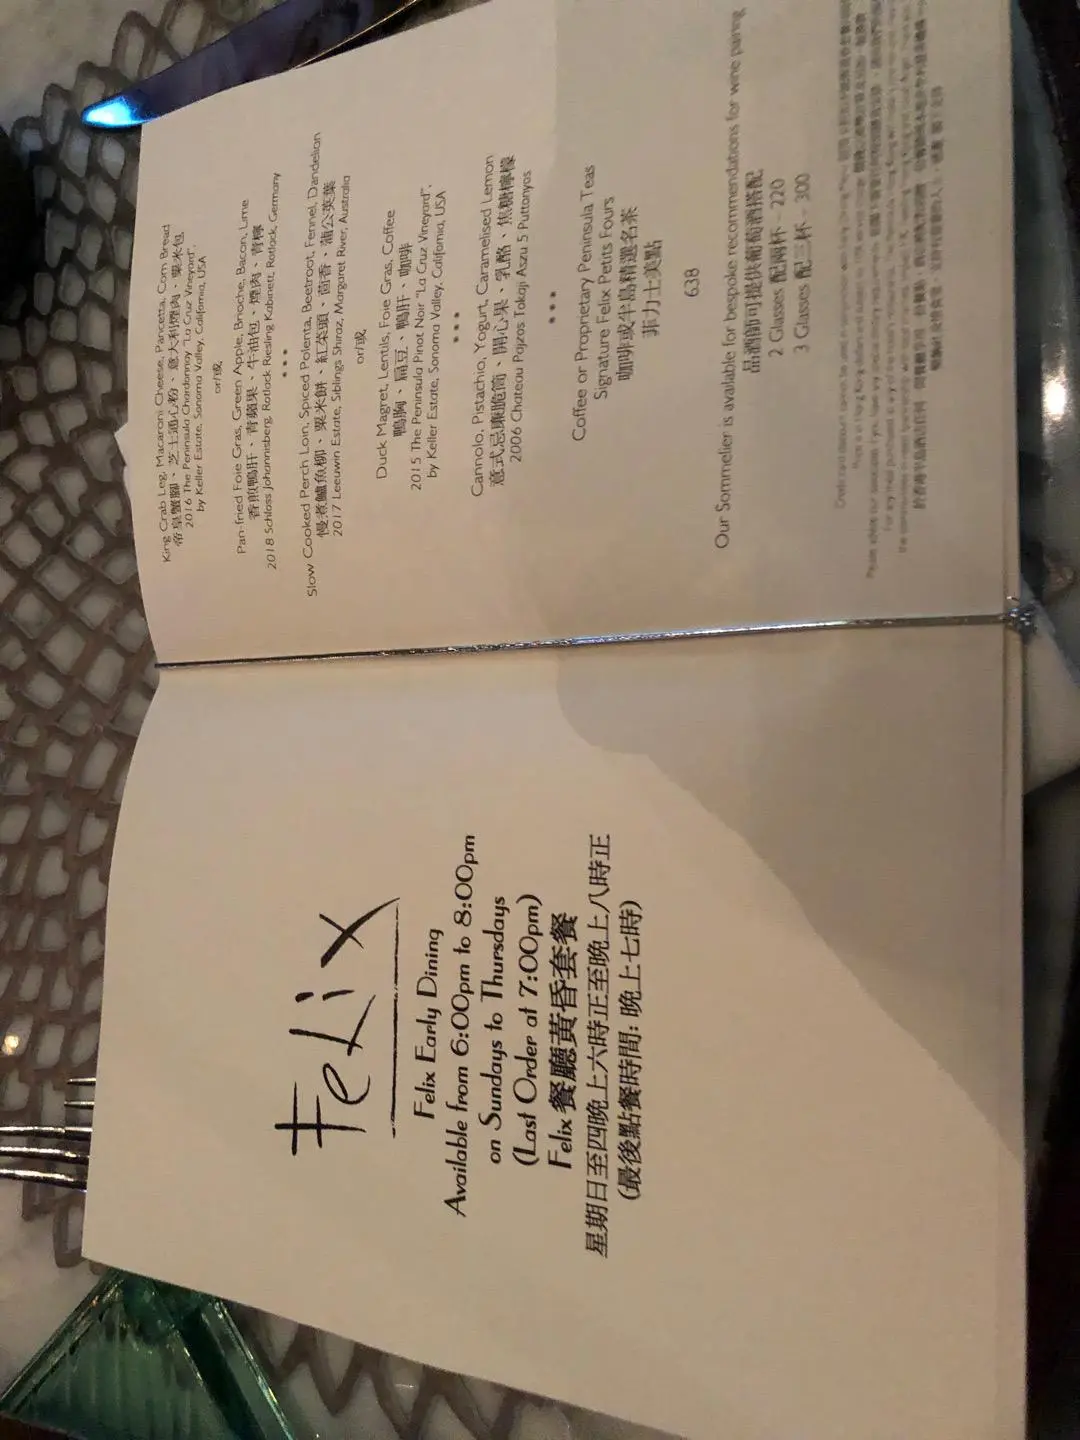 FeLix
Felix Early Dining
Available from 6:00pm to 8:00pm
on Sundays to Thursdays
(Last Order at 7:00pm)
Felix 餐廳黃昏套餐
星期日至四晚上六時正至晚上八時正
(最後點餐時間: 晚上七時)
King Crab Leg, Macaroni Cheese, Pancetta, Corn Bread
帝皇蟹腳、芝士通心粉、意大利煙肉、粟米包
2016 The Peninsula Chardonnay "La Cruz Vineyard",
by Keller Estate, Sonoma Valley, California, USA
or/或
Pan-fried Foie Gras, Green Apple, Brioche, Bacon, Lime
香煎鴨肝、青蘋果、牛油包、煙肉、青檸
2018 Schloss Johannisberg, Rotlack Riesling Kabinett, Rotlack, Germany
***
Slow Cooked Perch Loin, Spiced Polenta, Beetroot, Fennel, Dandelion
慢煮鱸魚柳、粟米餅、紅菜頭、茴香、蒲公英葉
2017 Leeuwin Estate, Siblings Shiraz, Margaret River, Australia
or/或
Duck Magret, Lentils, Foie Gras, Coffee
鴨胸、扁豆、鴨肝、咖啡
2015 The Peninsula Pinot Noir "La Cruz Vineyard",
by Keller Estate, Sonoma Valley, California, USA
***
Cannolo, Pistachio, Yogurt, Caramelised Lemon
意式忌廉脆筒、開心果、乳酪、焦糖檸檬
2006 Chateau Pajzos Tokaji Aszu 5 Puttonyos
***
Coffee or Proprietary Peninsula Teas
Signature Felix Petits Fours
咖啡或半島精選名茶
菲力士美點
638
Our Sommelier is available for bespoke recommendations for wine pairing
品酒師可提供葡萄酒搭配
2 Glasses 配兩杯 - 220
3 Glasses 配三杯 - 300